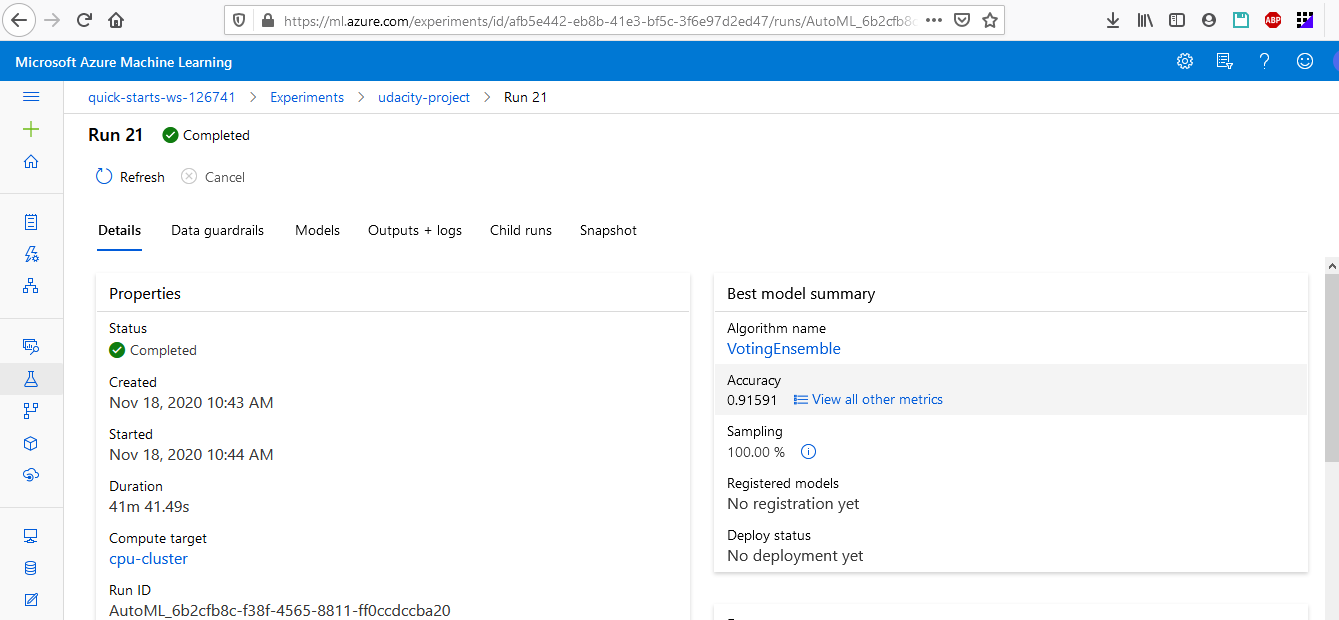 https://ml.azure.com/experiments/id/afb5e442-eb8b-41e3-bf5c-3f6e97d2ed47/runs/AutoML_6b2cfb8c
ABP
Microsoft Azure Machine Learning
quick-starts-ws-126741 > Experiments > udacity-project > Run 21
Run 21 Completed
Refresh Cancel
Details Data guardrails Models Outputs + logs Child runs Snapshot
Properties
Status
Completed
Created
Nov 18, 2020 10:43 AM
Started
Nov 18, 2020 10:44 AM
Duration
41m 41.49s
Compute target
cpu-cluster
Run ID
AutoML_6b2cfb8c-f38f-4565-8811-ff0ccdccba20
Best model summary
Algorithm name
VotingEnsemble
Accuracy
0.91591 View all other metrics
Sampling
100.00 %
Registered models
No registration yet
Deploy status
No deployment yet